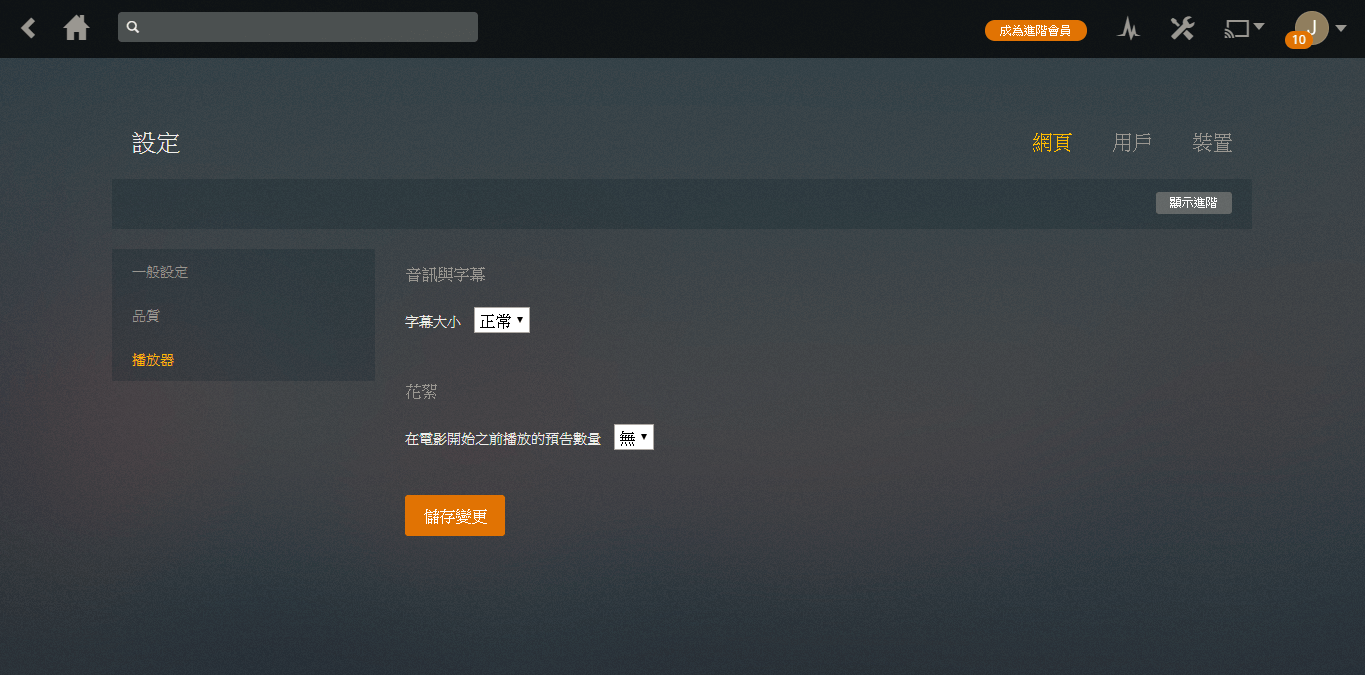 成為進階會員
J
10
設定
網頁 用戶 裝置
顯示進階
一般設定
品質
播放器
音訊與字幕
字幕大小 正常
花絮
在電影開始之前播放的預告數量 無
儲存變更